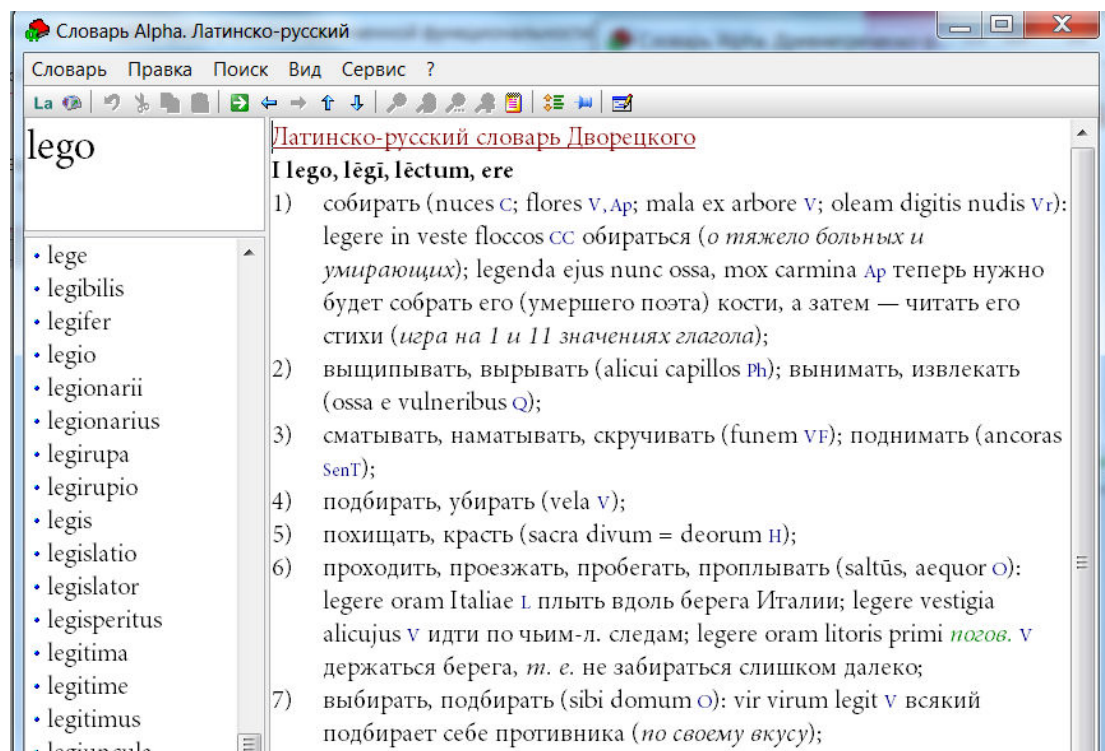 Словарь Alpha. Латинско-русский
Словарь Правка Поиск Вид Сервис ?
La
lego
• lege
• legibilis
• legifer
• legio
• legionarii
• legionarius
• legirupa
• legirupio
• legis
• legislatio
• legislator
• legisperitus
• legitima
• legitime
• legitimus
Латинско-русский словарь Дворецкого
I lego, lēgī, lēctum, ere
1) собирать (nuces C; flores V, Ap; mala ex arbore V; oleam digitis nudis Vr):
legere in veste floccos CC обираться (о тяжело больных и
умирающих); legenda ejus nunc ossa, mox carmina Ap теперь нужно
будет собрать его (умершего поэта) кости, а затем — читать его
стихи (игра на 1 и 11 значениях глагола);
2) выщипывать, вырывать (alicui capillos Ph); вынимать, извлекать
(ossa e vulneribus Q);
3) сматывать, наматывать, скручивать (funem VF); поднимать (ancoras
SenT);
4) подбирать, убирать (vela V);
5) похищать, красть (sacra divum = deorum H);
6) проходить, проезжать, пробегать, проплывать (saltūs, aequor O):
legere oram Italiae L плыть вдоль берега Италии; legere vestigia
alicujus V идти по чьим-л. следам; legere oram litoris primi погов. V
держаться берега, т. е. не забираться слишком далеко;
7) выбирать, подбирать (sibi domum O): vir virum legit V всякий
подбирает себе противника (по своему вкусу);